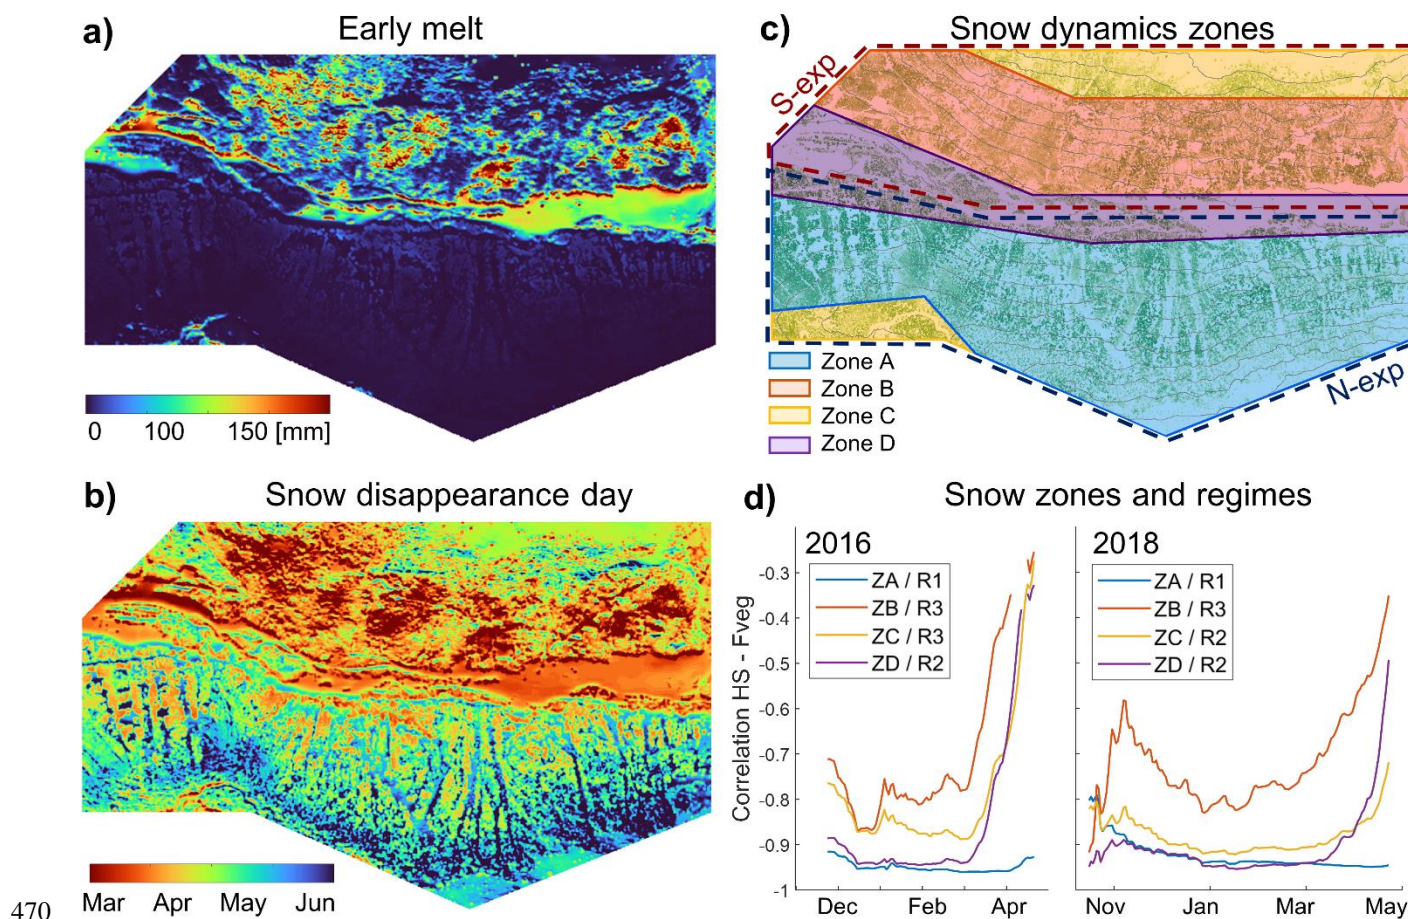 a) Early melt
0 100 150 [mm]
c) Snow dynamics zones
S-exp
N-exp
Zone A
Zone B
Zone C
Zone D
b) Snow disappearance day
Mar Apr May Jun
d) Snow zones and regimes
Correlation HS - Fveg
2016
ZA / R1
ZB / R3
ZC / R3
ZD / R2
-0.3
-0.4
-0.5
-0.6
-0.7
-0.8
-0.9
-1
Dec Feb Apr
2018
ZA / R1
ZB / R3
ZC / R2
ZD / R2
Nov Jan Mar May
470